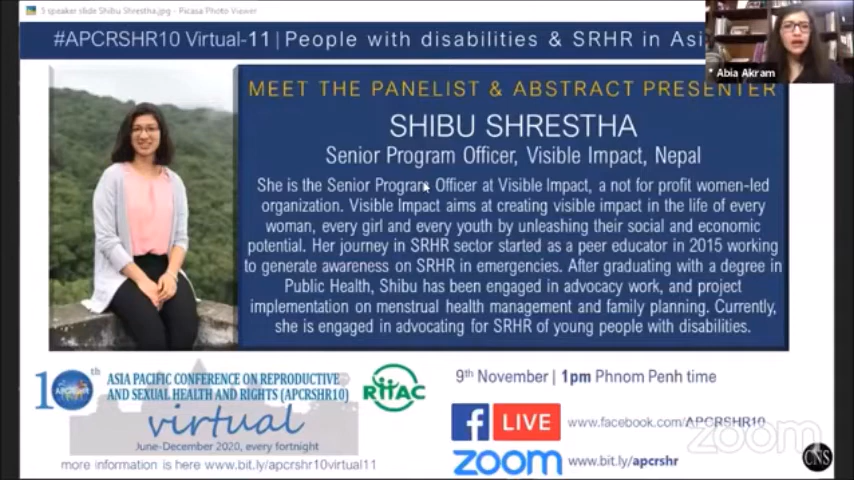 5 speaker slide Shibu Shrestha.jpg - Picasa Photo Viewer
#APCRSHR10 Virtual-11 | People with disabilities & SRHR in Asi
Abia Akram
MEET THE PANELIST & ABSTRACT PRESENTER
SHIBU SHRESTHA
Senior Program Officer, Visible Impact, Nepal
She is the Senior Program Officer at Visible Impact, a not for profit women-led
organization. Visible Impact aims at creating visible impact in the life of every
woman, every girl and every youth by unleashing their social and economic
potential. Her journey in SRHR sector started as a peer educator in 2015 working
to generate awareness on SRHR in emergencies. After graduating with a degree in
Public Health, Shibu has been engaged in advocacy work, and project
implementation on menstrual health management and family planning. Currently,
she is engaged in advocating for SRHR of young people with disabilities.
10th
APCRSHR
ASIA PACIFIC CONFERENCE ON REPRODUCTIVE
AND SEXUAL HEALTH AND RIGHTS (APCRSHR10)
virtual
June-December 2020, every fortnight
more information is here www.bit.ly/apcrshr10virtual11
RHAC
9th November | 1pm Phnom Penh time
f LIVE www.facebook.com/APCRSHR10
zoom www.bit.ly/apcrshr
zoom
CNS